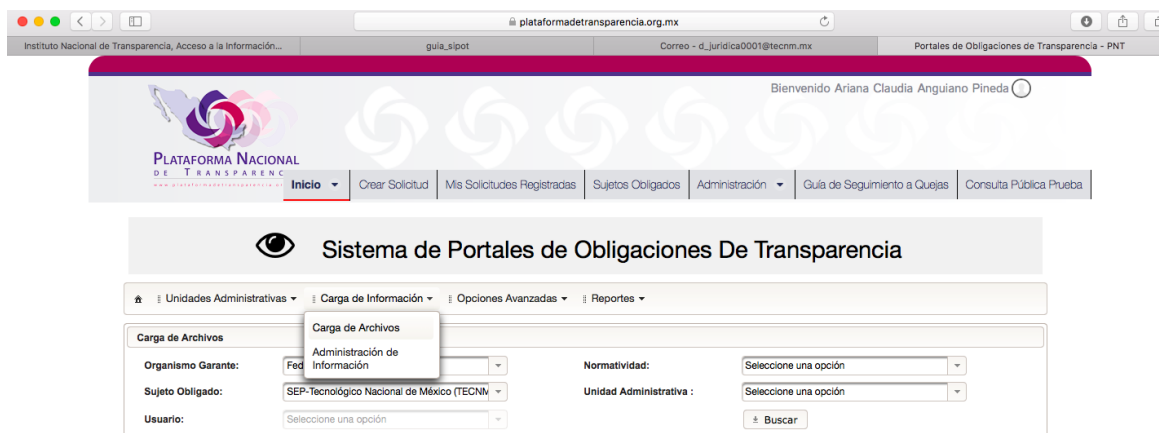 plataformadetransparencia.org.mx
Instituto Nacional de Transparencia, Acceso a la Información... guia_sipot Correo - d_juridica0001@tecnm.mx Portales de Obligaciones de Transparencia - PNT
Bienvenido Ariana Claudia Anguiano Pineda
PLATAFORMA NACIONAL
DE TRANSPARENC
Inicio Crear Solicitud Mis Solicitudes Registradas Sujetos Obligados Administración Guía de Seguimiento a Quejas Consulta Pública Prueba
Sistema de Portales de Obligaciones De Transparencia
Unidades Administrativas Carga de Información Opciones Avanzadas Reportes
Carga de Archivos
Administración de Información
Carga de Archivos
Organismo Garante: Fed Normatividad: Seleccione una opción
Sujeto Obligado: SEP-Tecnológico Nacional de México (TECNM Unidad Administrativa : Seleccione una opción
Usuario: Seleccione una opción Buscar